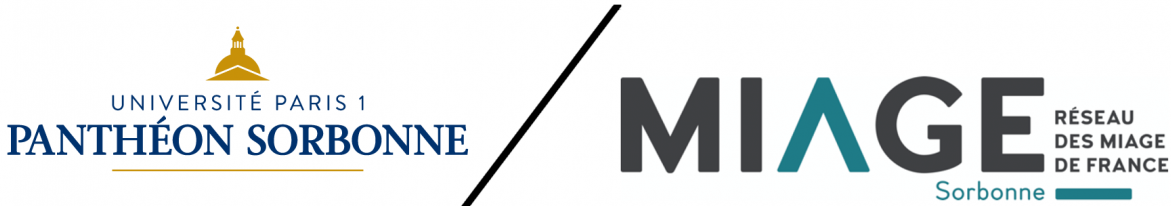 UNIVERSITÉ PARIS 1
PANTHÉON SORBONNE
MIAGE
RÉSEAU
DES MIAGE
DE FRANCE
Sorbonne